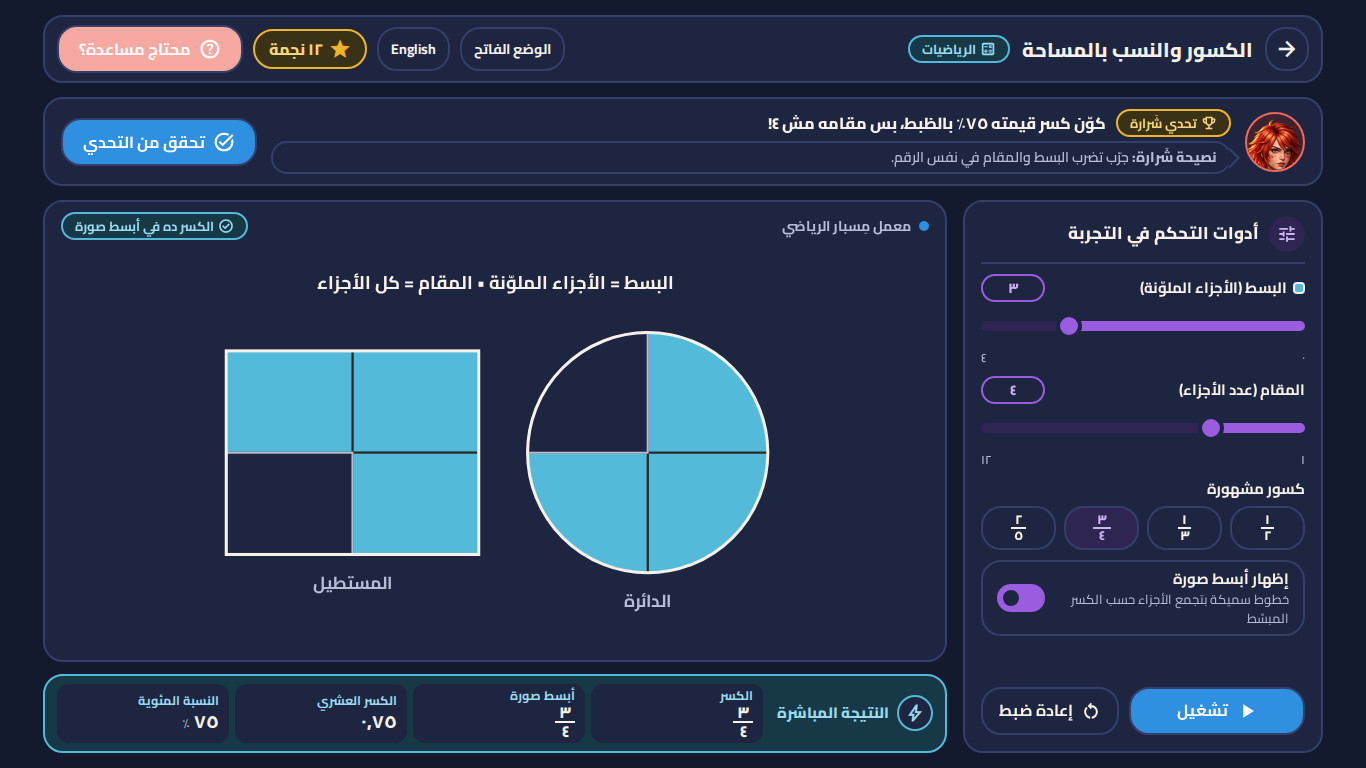 الكسور والنسب بالمساحة
الرياضيات
الوضع الفاتح
English
١٢ نجمة
محتاج مساعدة؟
تحدي شرارة
كوّن كسر قيمته ٧٥٪ بالظبط، بس مقامه مش ٤!
نصيحة شرارة: جرّب تضرب البسط والمقام في نفس الرقم.
تحقق من التحدي
أدوات التحكم في التجربة
البسط (الأجزاء الملوّنة)
٣
٠
٤
المقام (عدد الأجزاء)
٤
١
١٢
كسور مشهورة
١
٢
١
٣
٣
٤
٢
٥
إظهار أبسط صورة
خطوط سميكة بتجمع الأجزاء حسب الكسر
المبسّط
تشغيل
إعادة ضبط
معمل مِسبار الرياضي
الكسر ده في أبسط صورة
البسط = الأجزاء الملوّنة ▪ المقام = كل الأجزاء
الدائرة
المستطيل
النتيجة المباشرة
الكسر
٣
٤
أبسط صورة
٣
٤
الكسر العشري
٠,٧٥
النسبة المئوية
٧٥ ٪